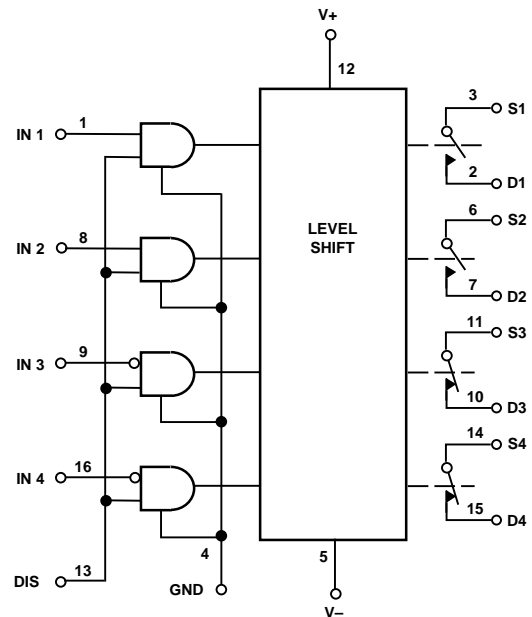 V+
12
3
S1
1
IN 1
2
D1
6
S2
8
IN 2
LEVEL
SHIFT
7
D2
11
S3
9
IN 3
10
D3
14
S4
16
IN 4
15
D4
4
5
13
DIS
GND
V–